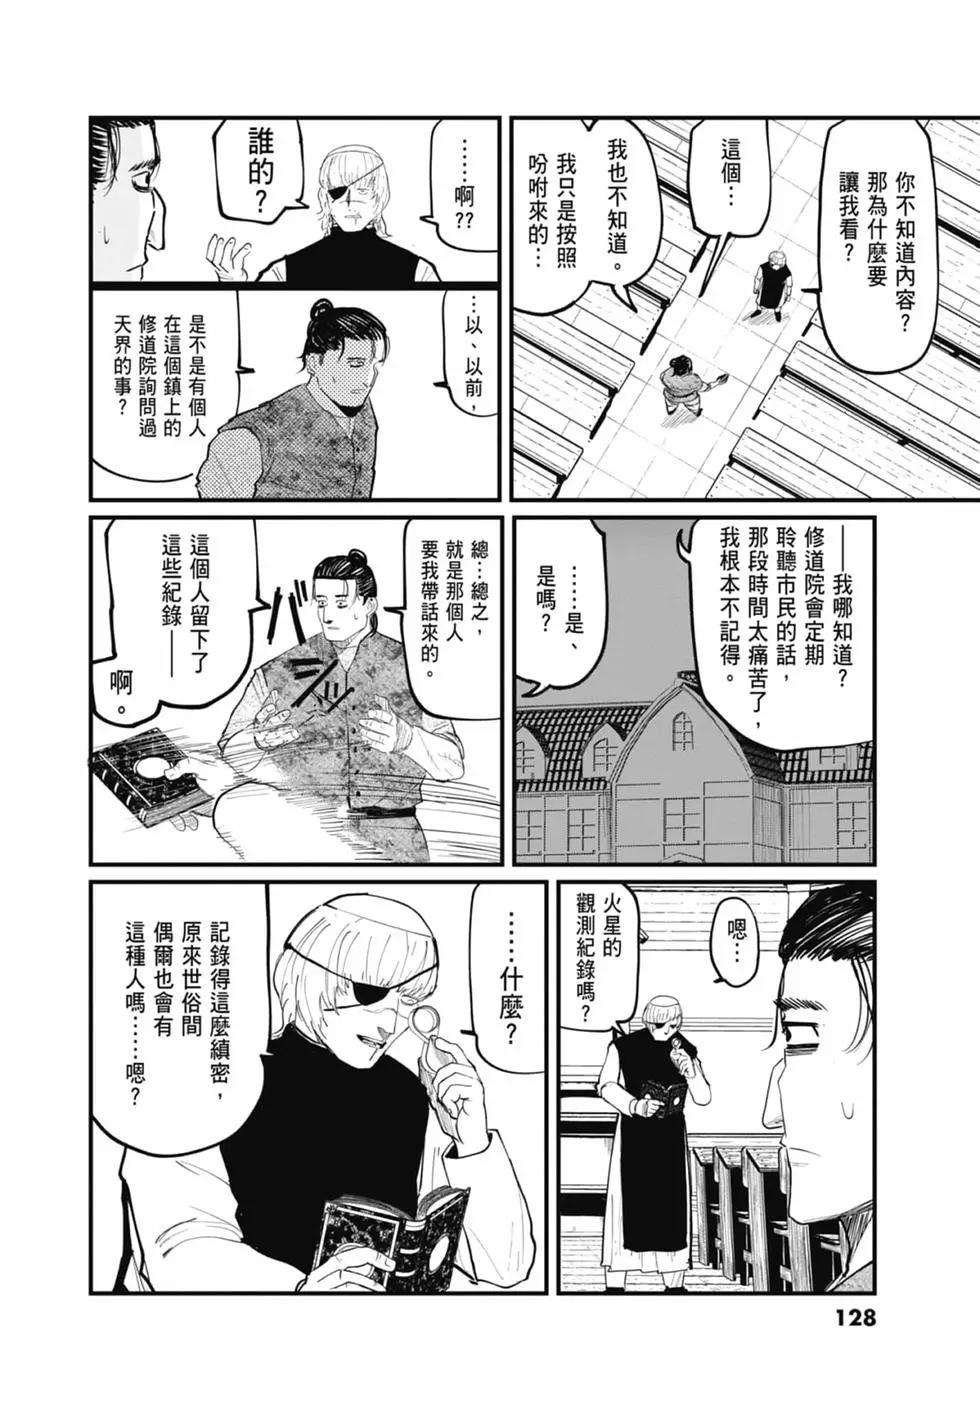 你不知道內容？
那為什麼要
讓我看？
這個…
我也不知道。
我只是按照
吩咐來的…
……啊??
誰的？
…以、以前，
是不是有個人
在這個鎮上的
修道院詢問過
天界的事？
——我哪知道？
修道院會定期
聆聽市民的話，
那段時間太痛苦了，
我根本不記得。
……是、
是嗎？
總…總之，
就是那個人
要我帶話來的。
這個人留下了
這些紀錄——
啊。
バッ
嗯…
火星的
觀測紀錄嗎？
……什麼？
記錄得這麼縝密，
原來世俗間
偶爾也會有
這種人嗎……嗯？
128